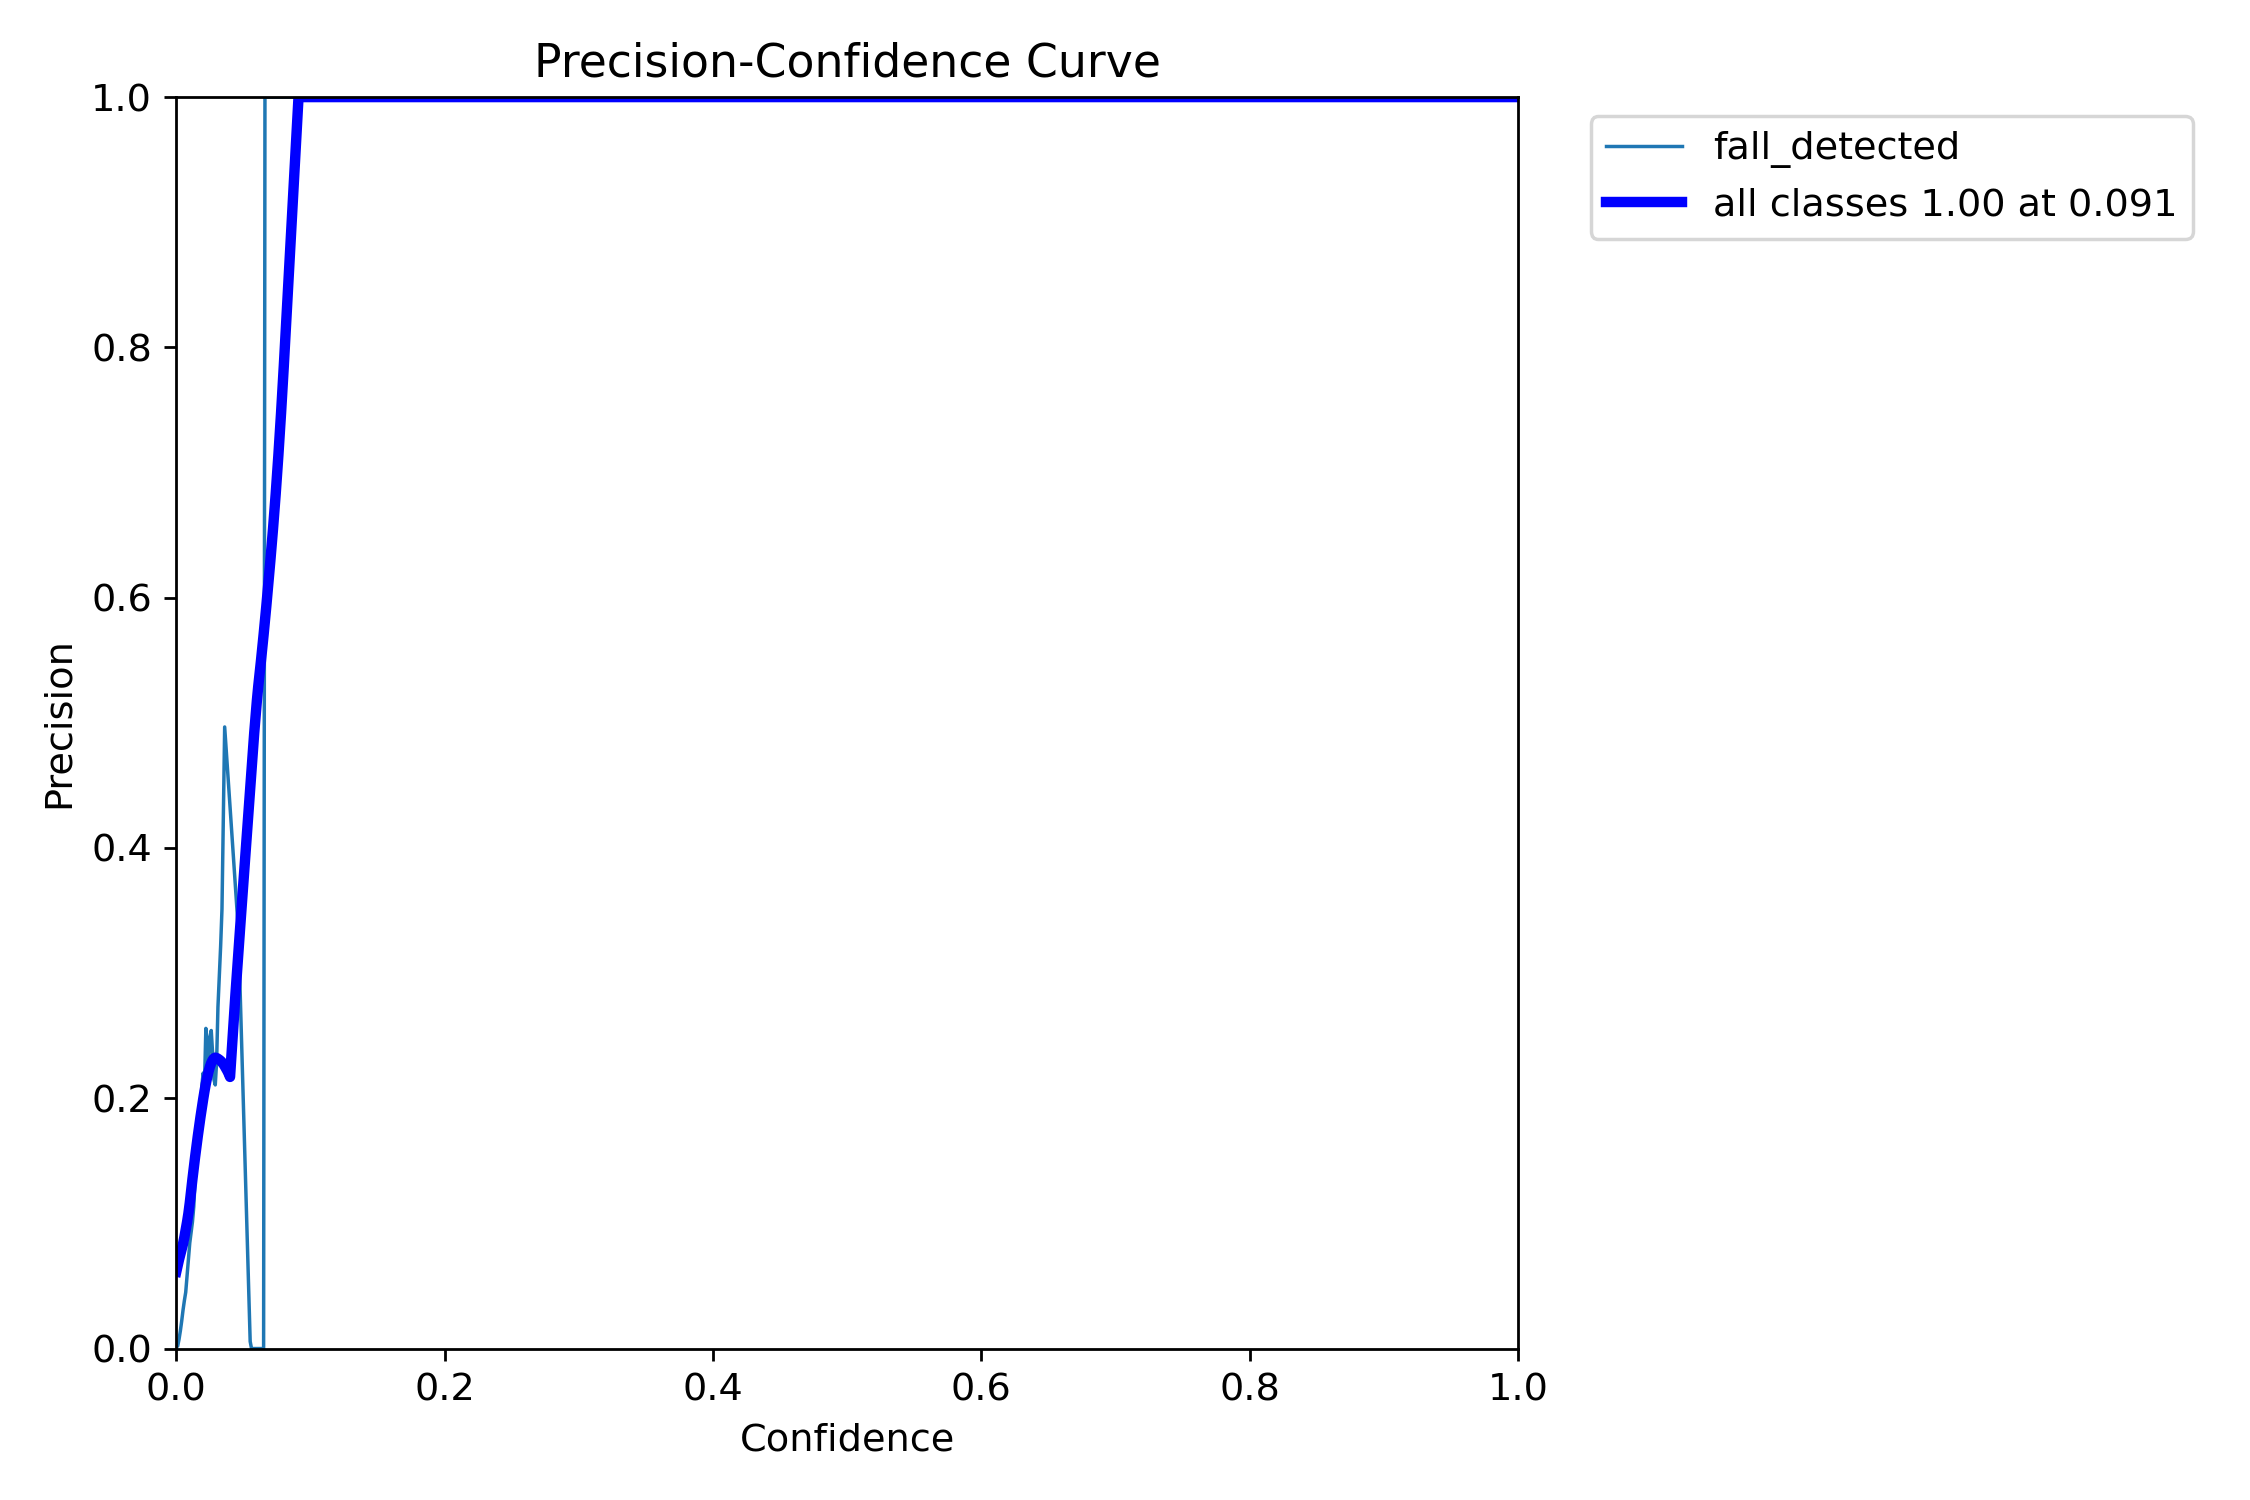 Precision-Confidence Curve
1.0
0.8
0.6
0.4
0.2
0.0
Precision
0.0 0.2 0.4 0.6 0.8 1.0
Confidence
fall_detected
all classes 1.00 at 0.091